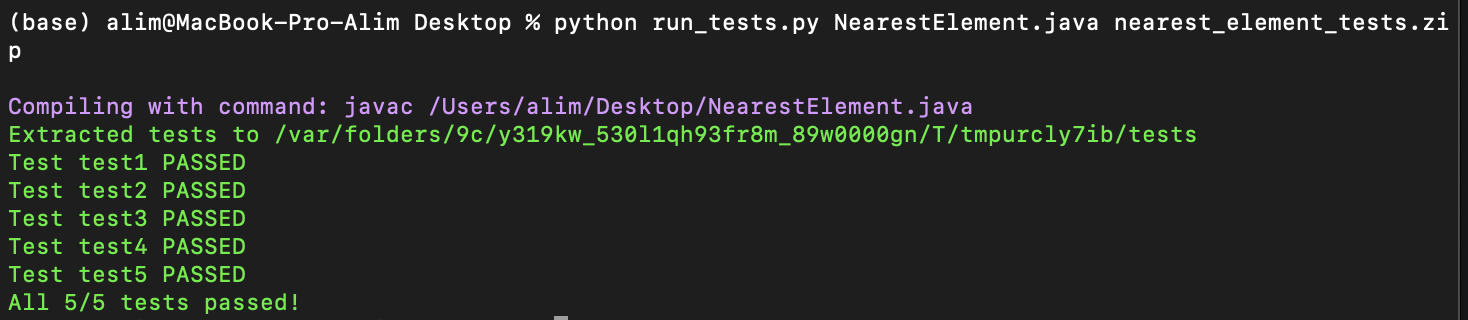 (base) alim@MacBook-Pro-Alim Desktop % python run_tests.py NearestElement.java nearest_element_tests.zi
p
Compiling with command: javac /Users/alim/Desktop/NearestElement.java
Extracted tests to /var/folders/9c/y319kw_530l1qh93fr8m_89w0000gn/T/tmpurcly7ib/tests
Test test1 PASSED
Test test2 PASSED
Test test3 PASSED
Test test4 PASSED
Test test5 PASSED
All 5/5 tests passed!